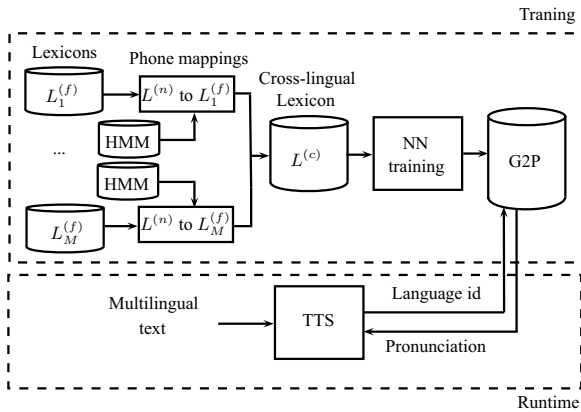 Traning
Lexicons
Phone mappings
Cross-lingual
Lexicon
L_1^{(f)}
L^{(n)} to L_1^{(f)}
HMM
...
HMM
L_M^{(f)}
L^{(n)} to L_M^{(f)}
L^{(c)}
NN
training
G2P
Multilingual
text
TTS
Language id
Pronunciation
Runtime